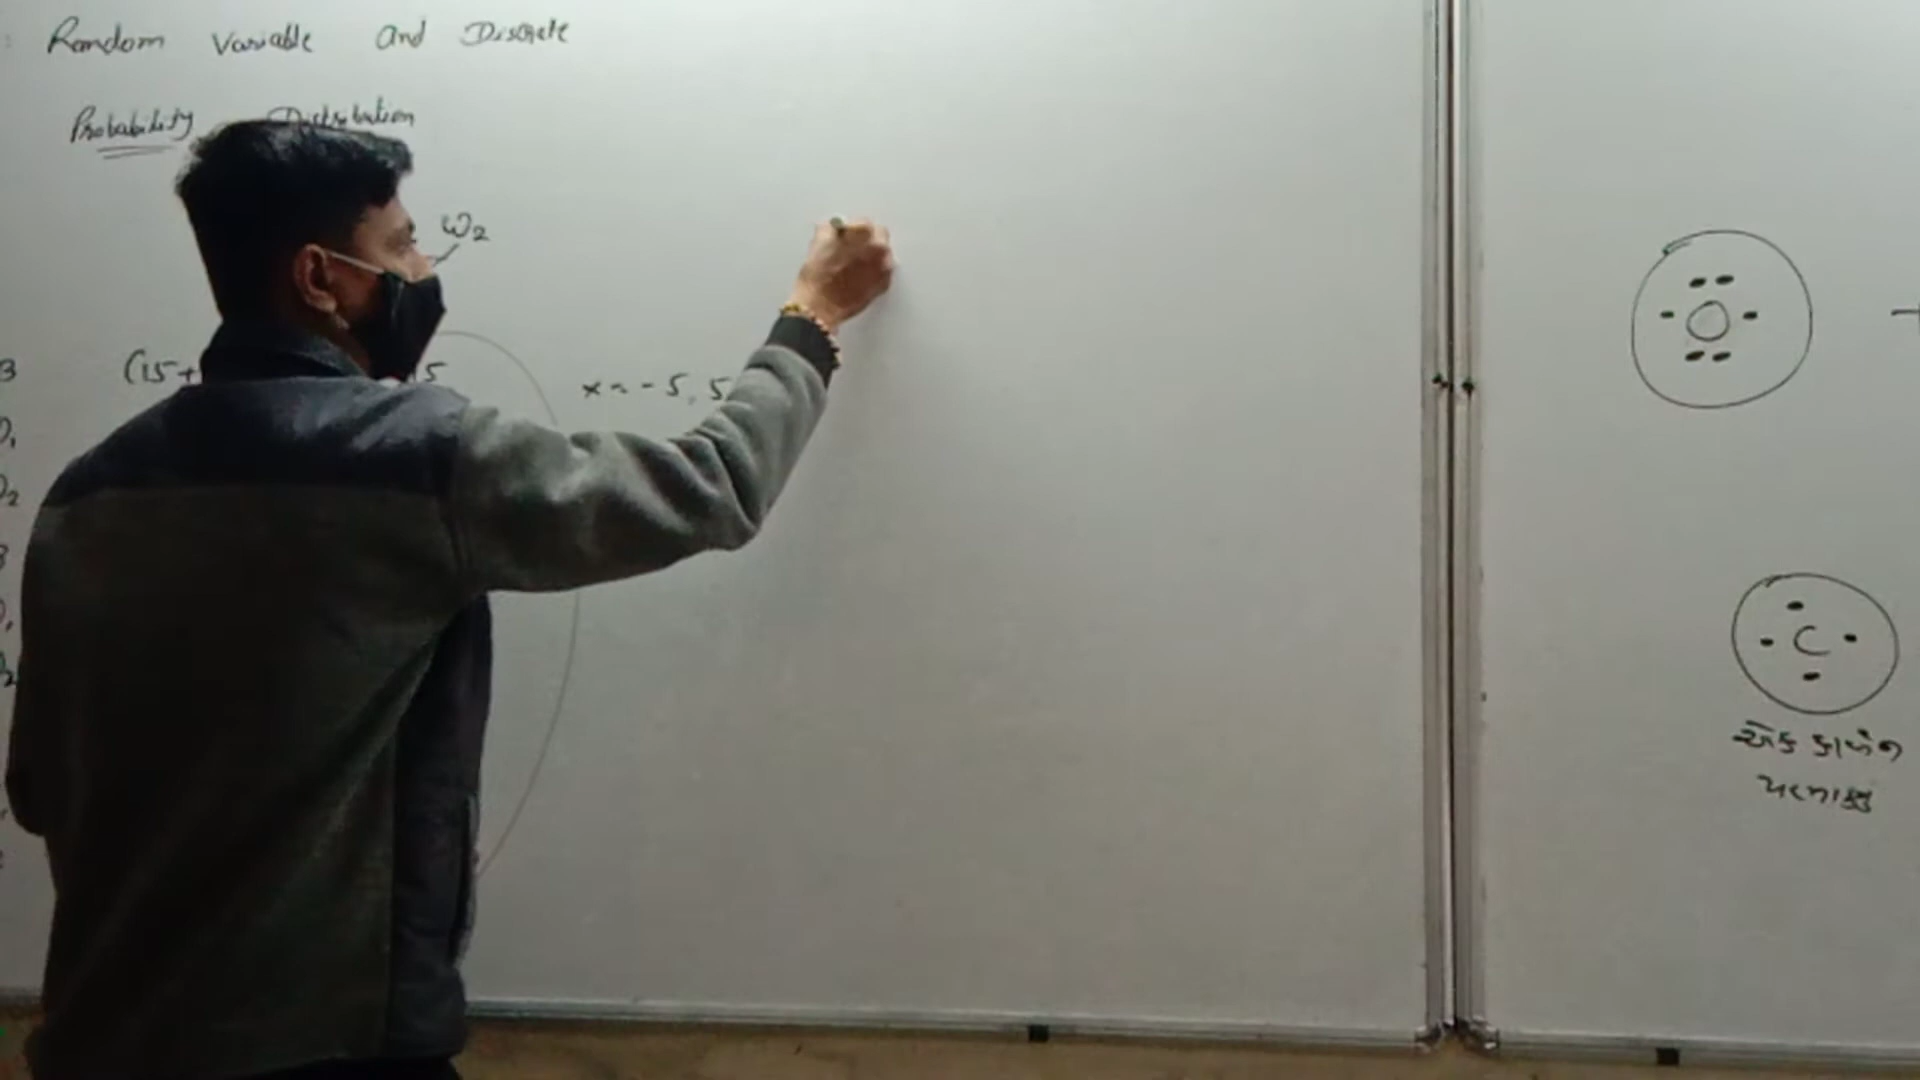 Random Variable and Discrete
Probability Distribution
ω2
(15+
5
x = -5, 5
C
એક કાર્બન
પરમાણુ